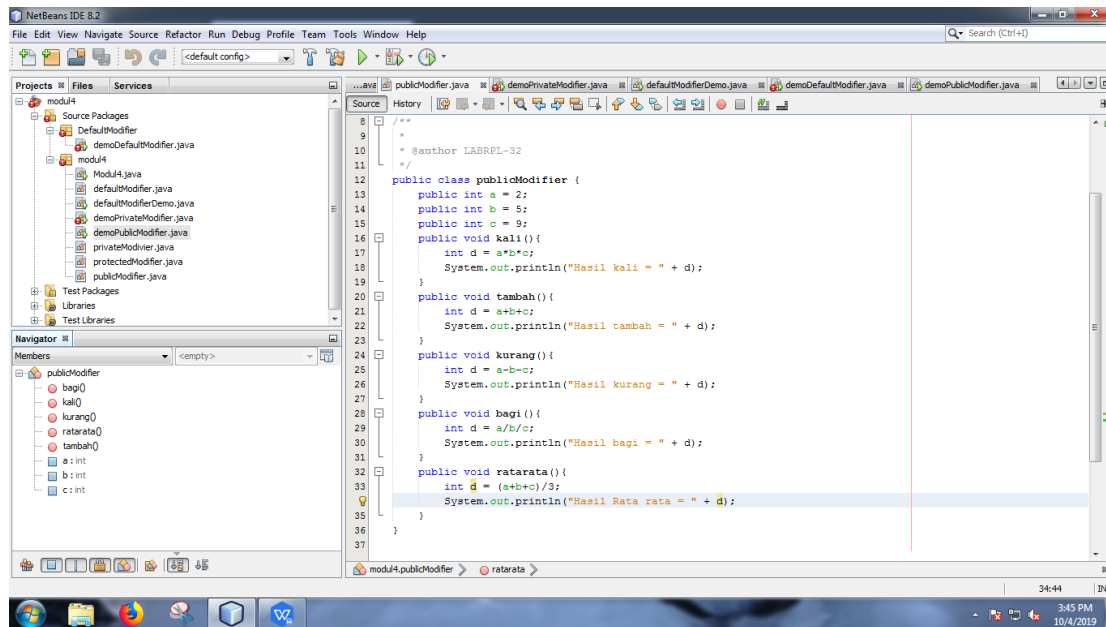 NetBeans IDE 8.2
File Edit View Navigate Source Refactor Run Debug Profile Team Tools Window Help
Search (Ctrl+I)
<default config>
Projects Files Services
modul4
Source Packages
DefaultModifier
demoDefaultModifier.java
modul4
Modul4.java
defaultModifier.java
defaultModifierDemo.java
demoPrivateModifier.java
demoPublicModifier.java
privateModivier.java
protectedModifier.java
publicModifier.java
Test Packages
Libraries
Test Libraries
Navigator
Members <empty>
publicModifier
bagi()
kali()
kurang()
ratarata()
tambah()
a : int
b : int
c : int
...ava publicModifier.java demoPrivateModifier.java defaultModifierDemo.java demoDefaultModifier.java demoPublicModifier.java
Source History
8 /**
9 *
10 * @author LABRPL-32
11 */
12 public class publicModifier {
13 public int a = 2;
14 public int b = 5;
15 public int c = 9;
16 public void kali(){
17 int d = a*b*c;
18 System.out.println("Hasil kali = " + d);
19 }
20 public void tambah(){
21 int d = a+b+c;
22 System.out.println("Hasil tambah = " + d);
23 }
24 public void kurang(){
25 int d = a-b-c;
26 System.out.println("Hasil kurang = " + d);
27 }
28 public void bagi(){
29 int d = a/b/c;
30 System.out.println("Hasil bagi = " + d);
31 }
32 public void ratarata(){
33 int d = (a+b+c)/3;
System.out.println("Hasil Rata rata = " + d);
35 }
36 }
37
modul4.publicModifier ratarata
34:44 IN
3:45 PM
10/4/2019